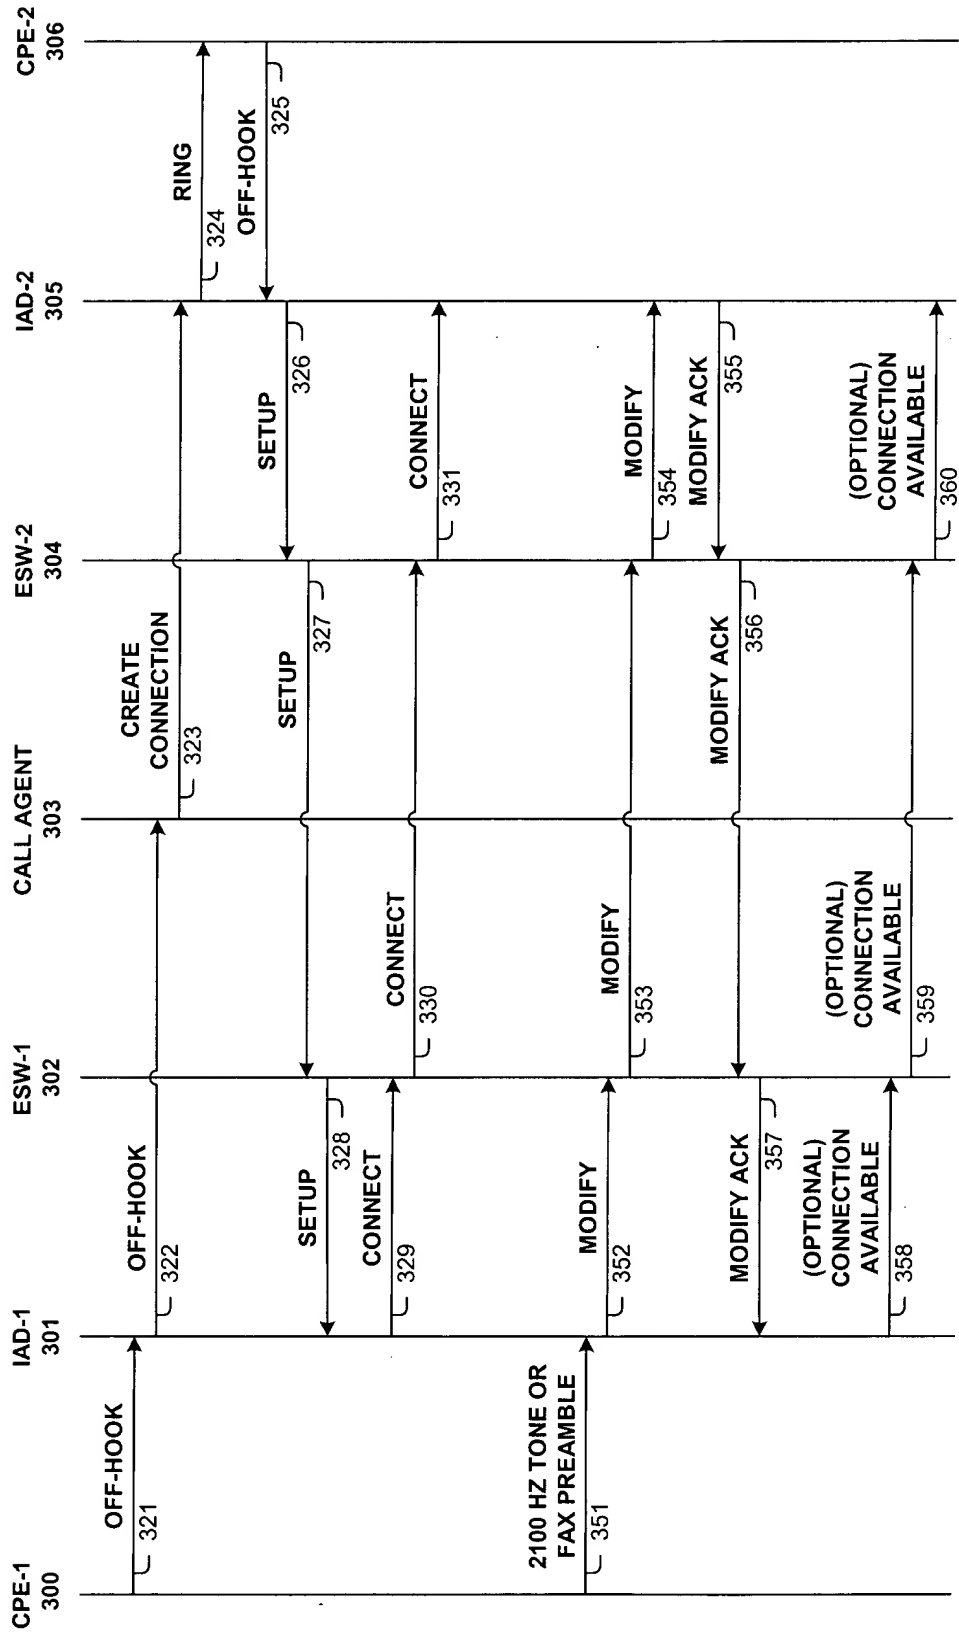 CPE-1
300
IAD-1
301
ESW-1
302
CALL AGENT
303
ESW-2
304
IAD-2
305
CPE-2
306
OFF-HOOK
321
OFF-HOOK
322
CREATE
CONNECTION
323
RING
324
OFF-HOOK
325
SETUP
326
SETUP
327
SETUP
328
CONNECT
329
CONNECT
330
CONNECT
331
2100 HZ TONE OR
FAX PREAMBLE
351
MODIFY
352
MODIFY
353
MODIFY
354
MODIFY ACK
355
MODIFY ACK
356
MODIFY ACK
357
(OPTIONAL)
CONNECTION
AVAILABLE
358
(OPTIONAL)
CONNECTION
AVAILABLE
359
(OPTIONAL)
CONNECTION
AVAILABLE
360